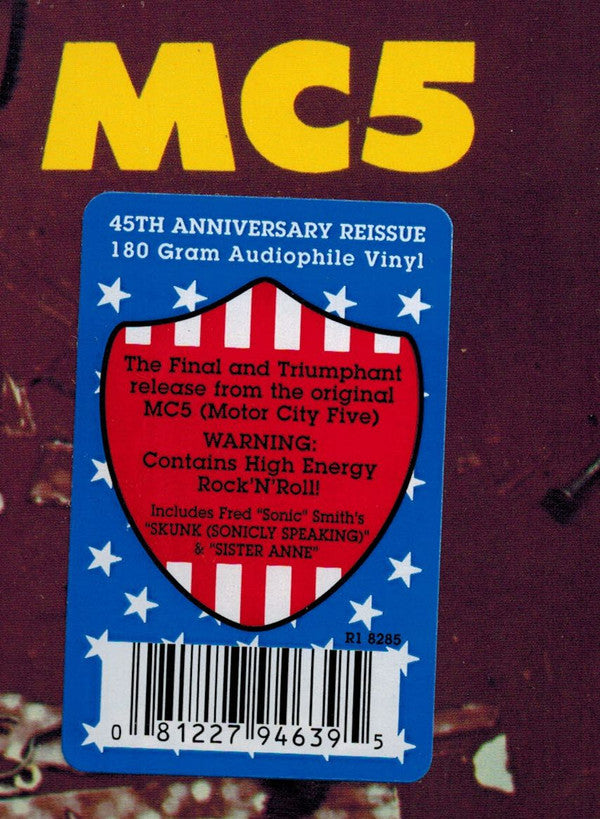 MC5
45TH ANNIVERSARY REISSUE
180 Gram Audiophile Vinyl
The Final and Triumphant
release from the original
MC5 (Motor City Five)
WARNING:
Contains High Energy
Rock'N'Roll!
Includes Fred "Sonic" Smith's
"SKUNK (SONICLY SPEAKING)"
& "SISTER ANNE"
R1 8285
0 81227 94639 5